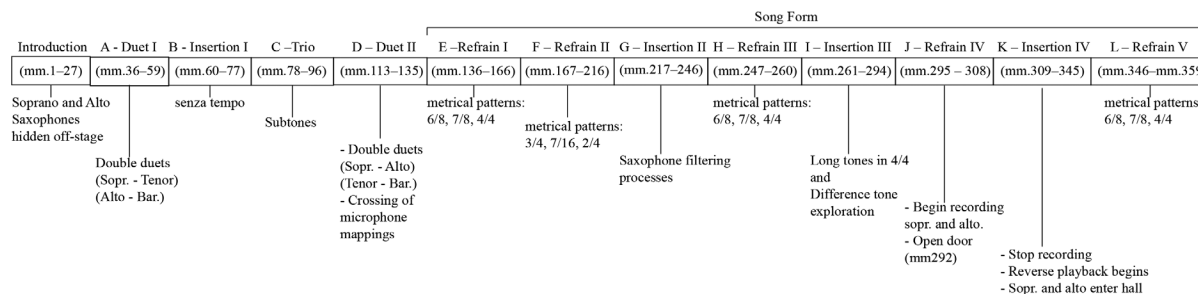 Song Form
Introduction
A - Duet I
B - Insertion I
C –Trio
D – Duet II
E –Refrain I
F – Refrain II
G – Insertion II
H – Refrain III
I – Insertion III
J – Refrain IV
K – Insertion IV
L – Refrain V
(mm.1–27)
(mm.36–59)
(mm.60–77)
(mm.78–96)
(mm.113–135)
(mm.136–166)
(mm.167–216)
(mm.217–246)
(mm.247–260)
(mm.261–294)
(mm.295 – 308)
(mm.309–345)
(mm.346–mm.359
Soprano and Alto
Saxophones
hidden off-stage
Double duets
(Sopr. - Tenor)
(Alto - Bar.)
senza tempo
Subtones
- Double duets
(Sopr. - Alto)
(Tenor - Bar.)
- Crossing of
microphone
mappings
metrical patterns:
6/8, 7/8, 4/4
metrical patterns:
3/4, 7/16, 2/4
Saxophone filtering
processes
metrical patterns:
6/8, 7/8, 4/4
Long tones in 4/4
and
Difference tone
exploration
- Begin recording
sopr. and alto.
- Open door
(mm292)
- Stop recording
- Reverse playback begins
- Sopr. and alto enter hall
metrical patterns:
6/8, 7/8, 4/4